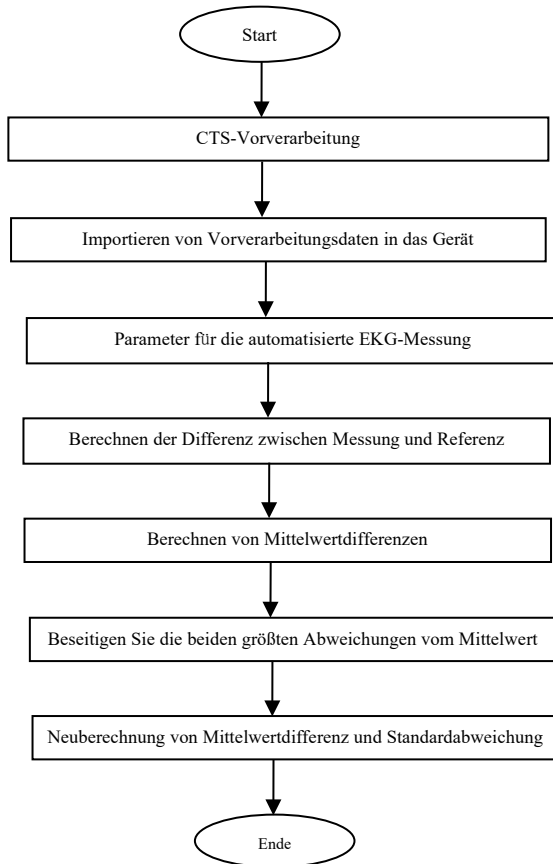 Start
CTS-Vorverarbeitung
Importieren von Vorverarbeitungsdaten in das Gerät
Parameter für die automatisierte EKG-Messung
Berechnen der Differenz zwischen Messung und Referenz
Berechnen von Mittelwertdifferenzen
Beseitigen Sie die beiden größten Abweichungen vom Mittelwert
Neuberechnung von Mittelwertdifferenz und Standardabweichung
Ende